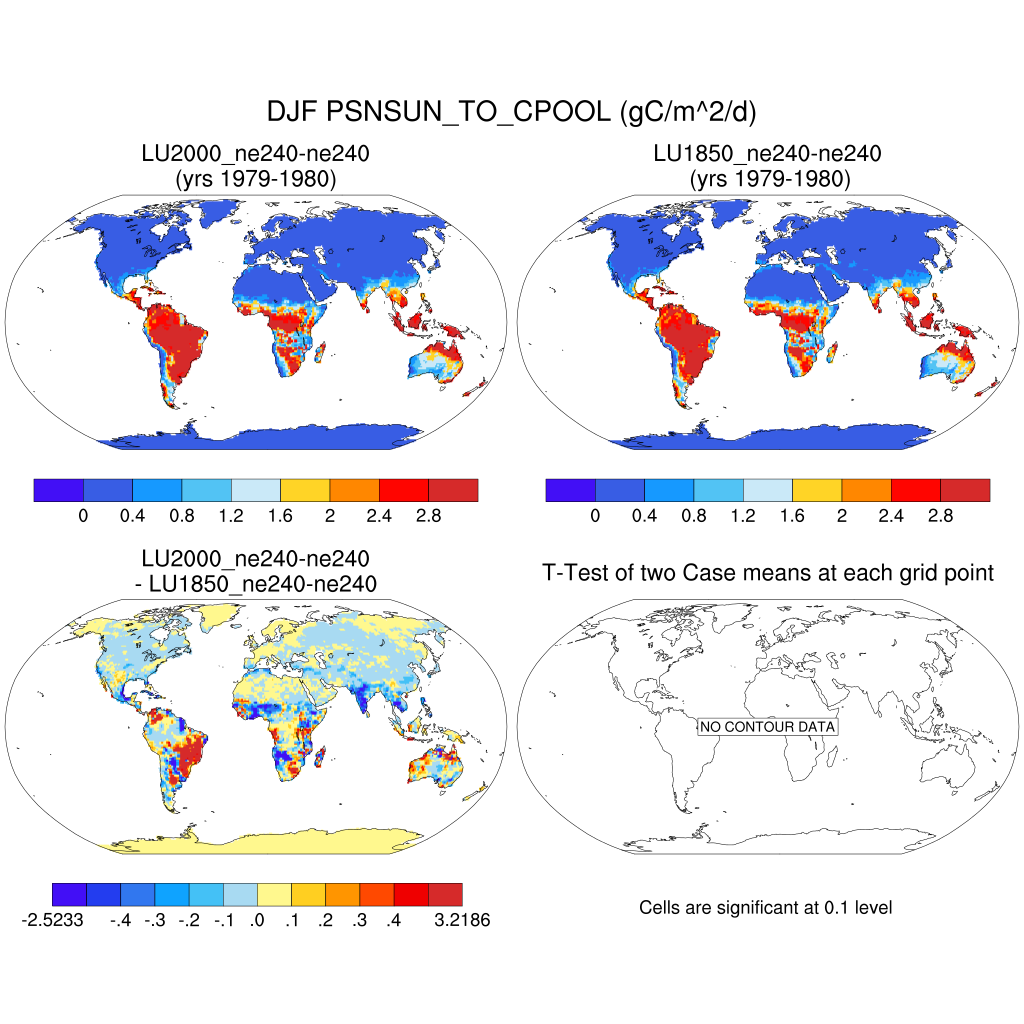 DJF PSNSUN_TO_CPOOL (gC/m^2/d)
LU2000_ne240-ne240
(yrs 1979-1980)
LU1850_ne240-ne240
(yrs 1979-1980)
0 0.4 0.8 1.2 1.6 2 2.4 2.8
0 0.4 0.8 1.2 1.6 2 2.4 2.8
LU2000_ne240-ne240
- LU1850_ne240-ne240
T-Test of two Case means at each grid point
NO CONTOUR DATA
-2.5233 -.4 -.3 -.2 -.1 .0 .1 .2 .3 .4 3.2186
Cells are significant at 0.1 level